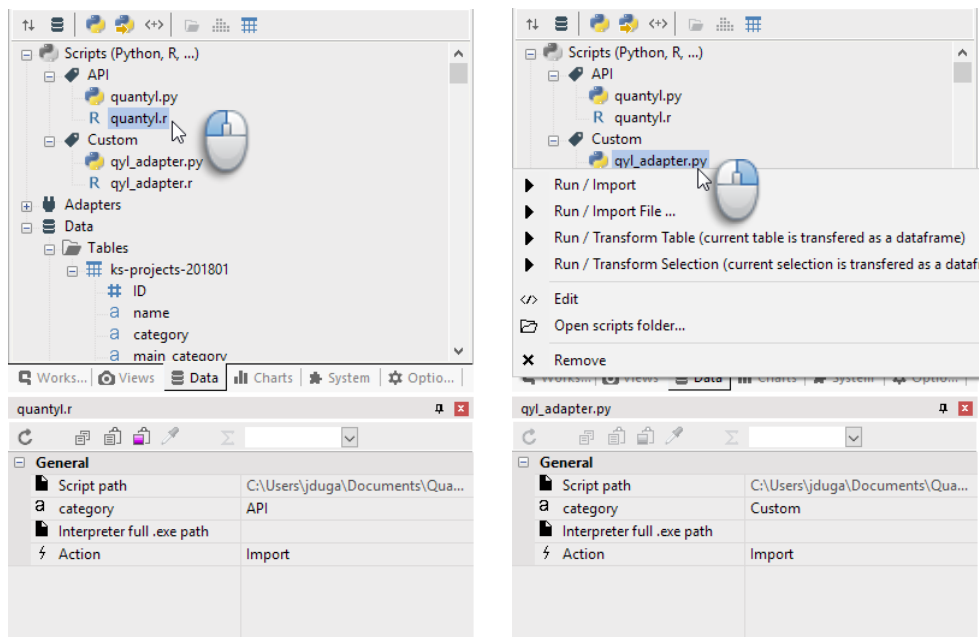 Scripts (Python, R, ...)
API
quantyl.py
R quantyl.r
Custom
qyl_adapter.py
R qyl_adapter.r
Adapters
Data
Tables
ks-projects-201801
# ID
a name
a category
a main category
Works... Views Data Charts System Optio...
quantyl.r
Σ
General
Script path C:\Users\jduga\Documents\Qua...
a category API
Interpreter full .exe path
Action Import
Scripts (Python, R, ...)
API
quantyl.py
R quantyl.r
Custom
qyl_adapter.py
Run / Import
Run / Import File ...
Run / Transform Table (current table is transfered as a dataframe)
Run / Transform Selection (current selection is transfered as a dataf
Edit
Open scripts folder...
Remove
qyl_adapter.py
Σ
General
Script path C:\Users\jduga\Documents\Qua...
a category Custom
Interpreter full .exe path
Action Import